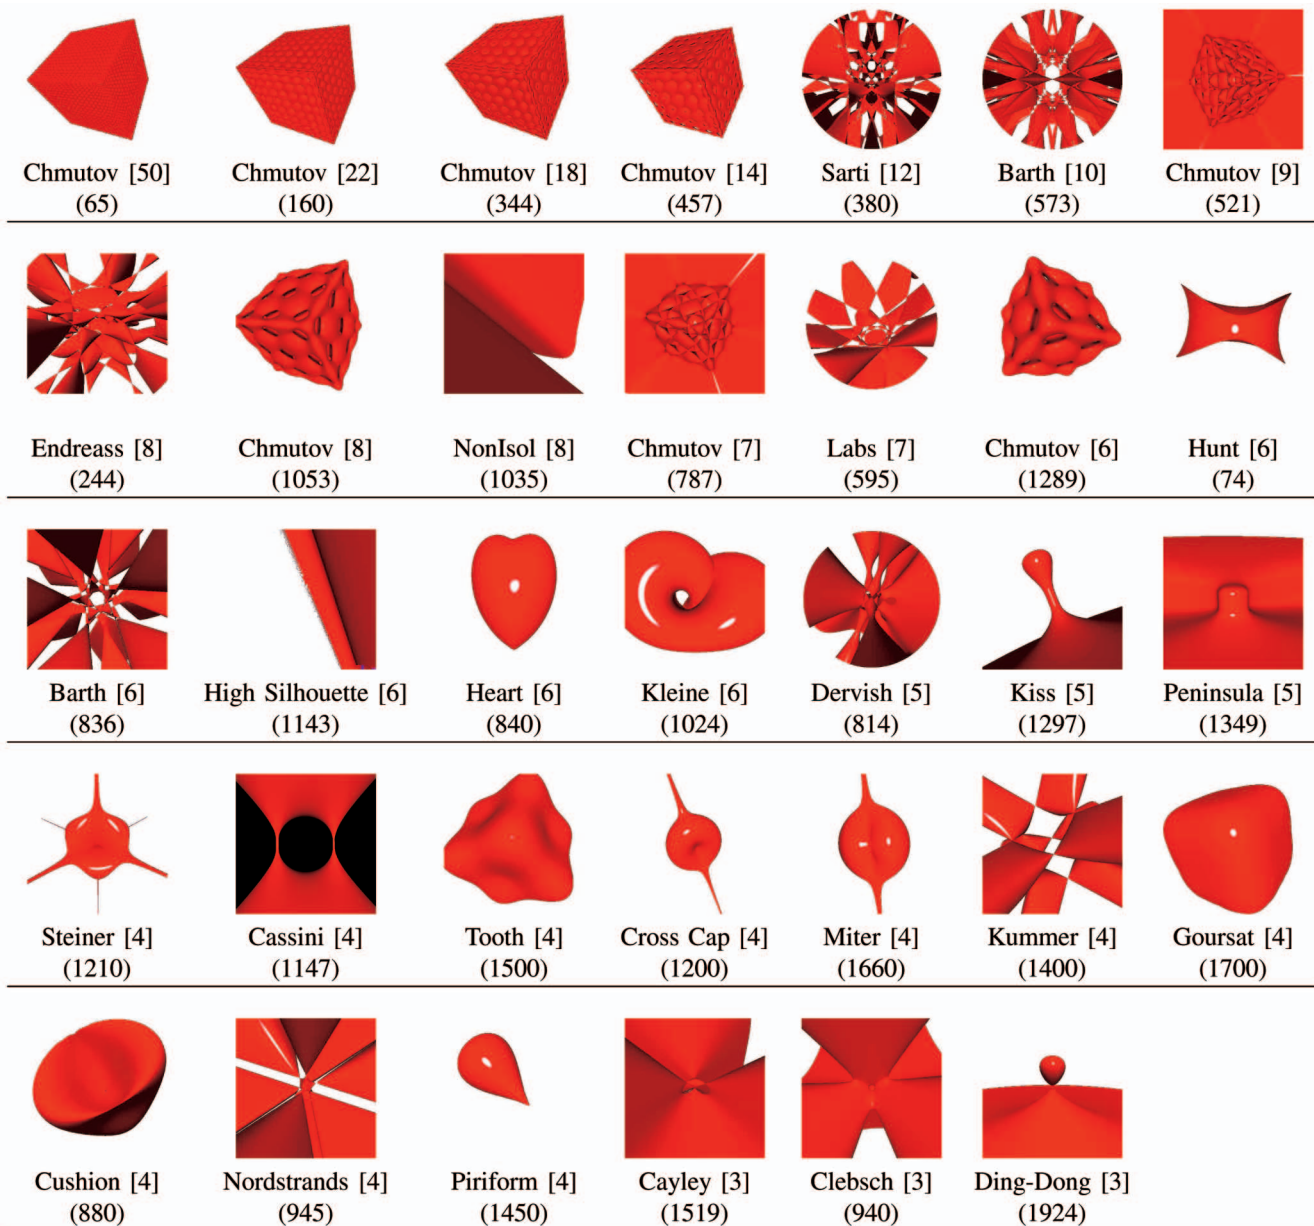 Chmutov [50] Chmutov [22] Chmutov [18] Chmutov [14] Sarti [12] Barth [10] Chmutov [9]
(65) (160) (344) (457) (380) (573) (521)
Endreass [8] Chmutov [8] NonIsol [8] Chmutov [7] Labs [7] Chmutov [6] Hunt [6]
(244) (1053) (1035) (787) (595) (1289) (74)
Barth [6] High Silhouette [6] Heart [6] Kleine [6] Dervish [5] Kiss [5] Peninsula [5]
(836) (1143) (840) (1024) (814) (1297) (1349)
Steiner [4] Cassini [4] Tooth [4] Cross Cap [4] Miter [4] Kummer [4] Goursat [4]
(1210) (1147) (1500) (1200) (1660) (1400) (1700)
Cushion [4] Nordstrands [4] Piriform [4] Cayley [3] Clebsch [3] Ding-Dong [3]
(880) (945) (1450) (1519) (940) (1924)